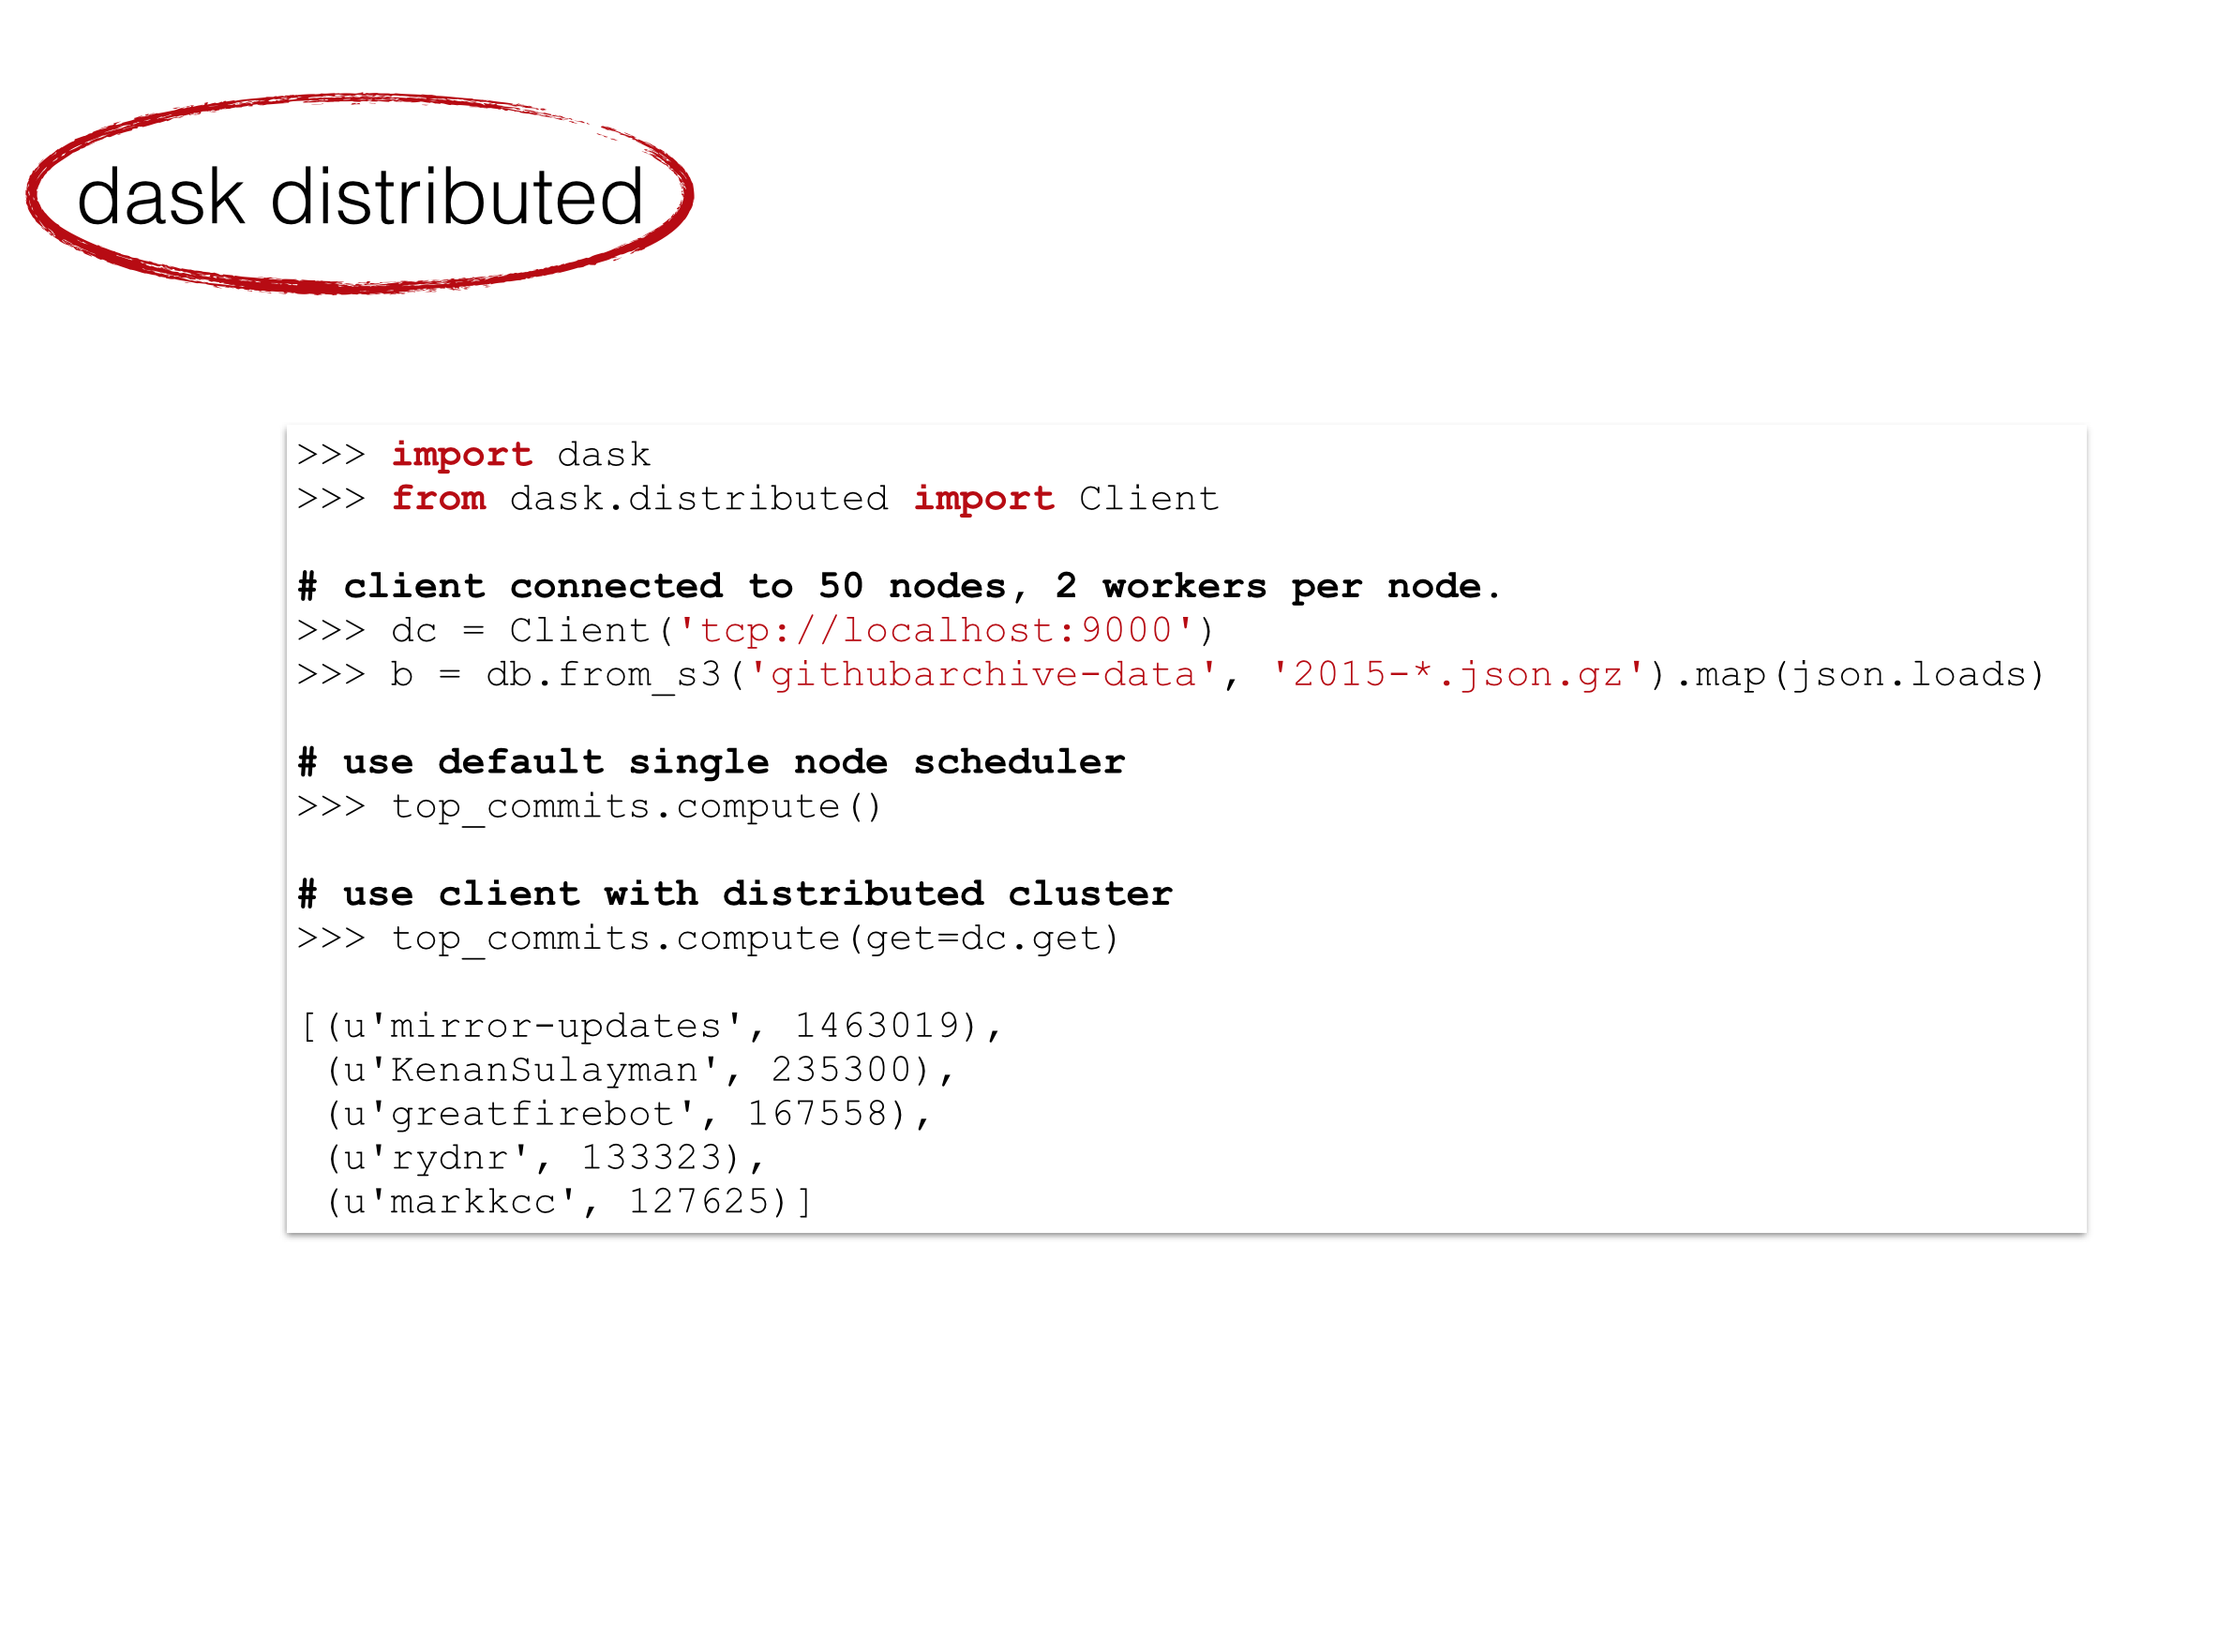 dask distributed
>>> import dask
>>> from dask.distributed import Client
# client connected to 50 nodes, 2 workers per node.
>>> dc = Client('tcp://localhost:9000')
>>> b = db.from_s3('githubarchive-data', '2015-*.json.gz').map(json.loads)
# use default single node scheduler
>>> top_commits.compute()
# use client with distributed cluster
>>> top_commits.compute(get=dc.get)
[(u'mirror-updates', 1463019),
(u'KenanSulayman', 235300),
(u'greatfirebot', 167558),
(u'rydnr', 133323),
(u'markkcc', 127625)]